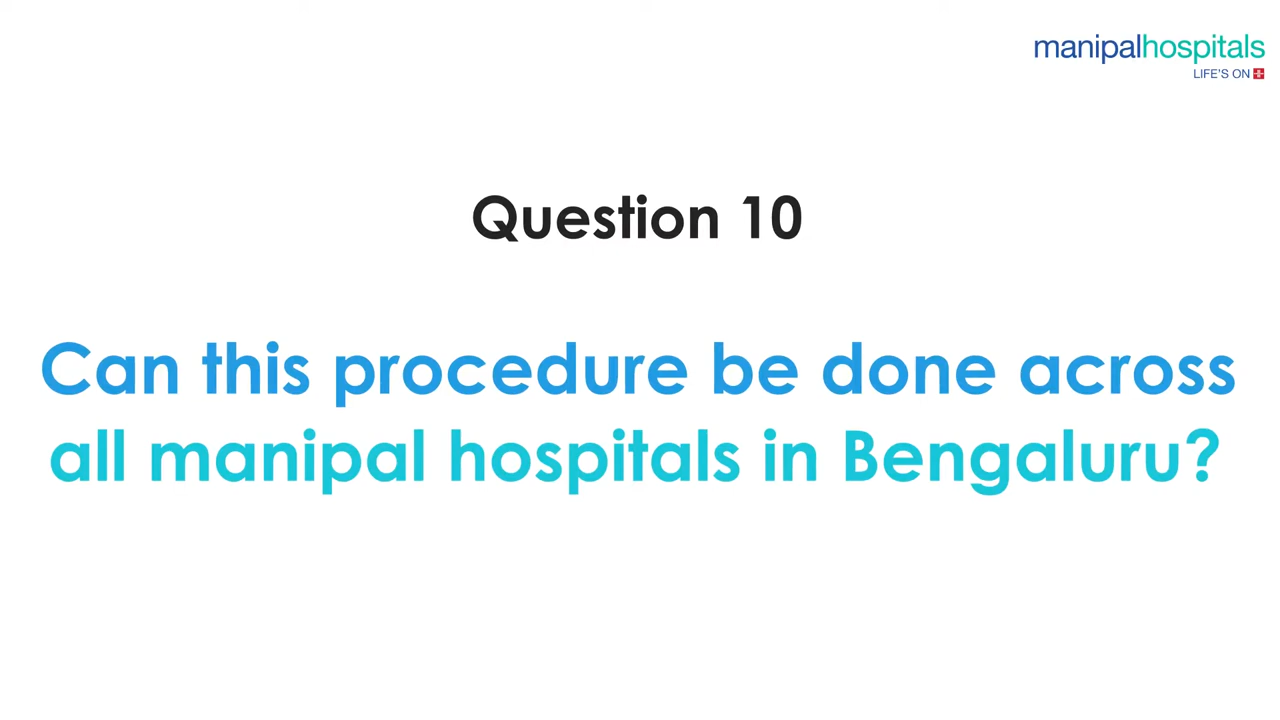 manipalhospitals
LIFE'S ON
Question 10
Can this procedure be done across
all manipal hospitals in Bengaluru?